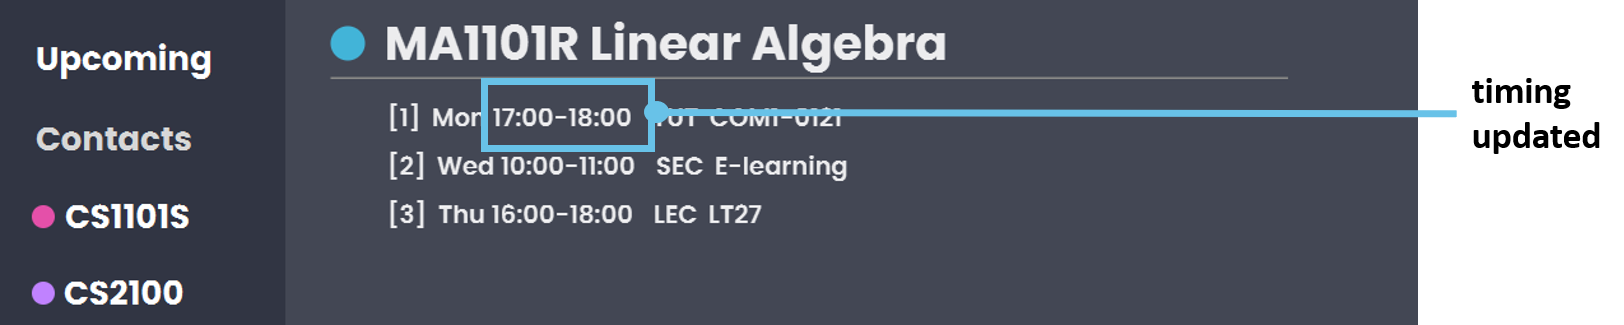 Upcoming
Contacts
CS1101S
CS2100
MA1101R Linear Algebra
[1] Mon 17:00-18:00 TUT COM1-0121
[2] Wed 10:00-11:00 SEC E-learning
[3] Thu 16:00-18:00 LEC LT27
timing
updated